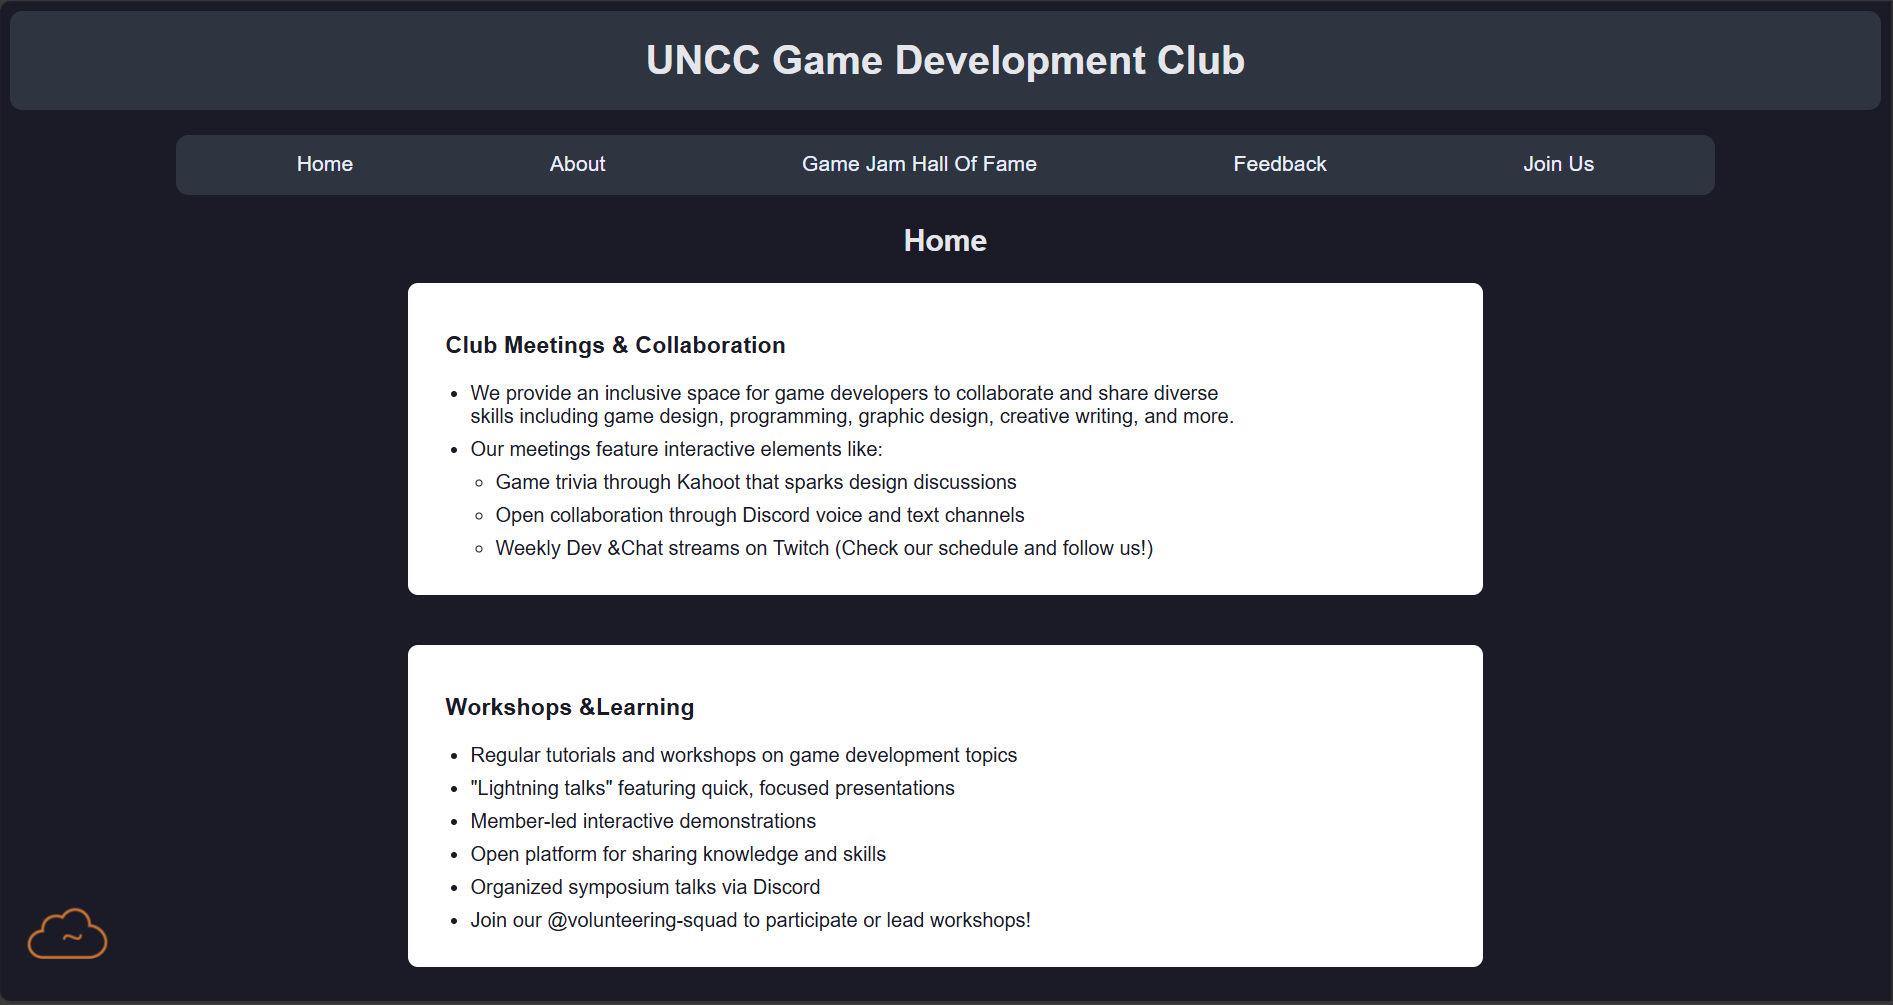 UNCC Game Development Club
Home
About
Game Jam Hall Of Fame
Feedback
Join Us
Home
Club Meetings & Collaboration
• We provide an inclusive space for game developers to collaborate and share diverse
skills including game design, programming, graphic design, creative writing, and more.
• Our meetings feature interactive elements like:
◦ Game trivia through Kahoot that sparks design discussions
◦ Open collaboration through Discord voice and text channels
◦ Weekly Dev &Chat streams on Twitch (Check our schedule and follow us!)
Workshops &Learning
• Regular tutorials and workshops on game development topics
• "Lightning talks" featuring quick, focused presentations
• Member-led interactive demonstrations
• Open platform for sharing knowledge and skills
• Organized symposium talks via Discord
• Join our @volunteering-squad to participate or lead workshops!
~